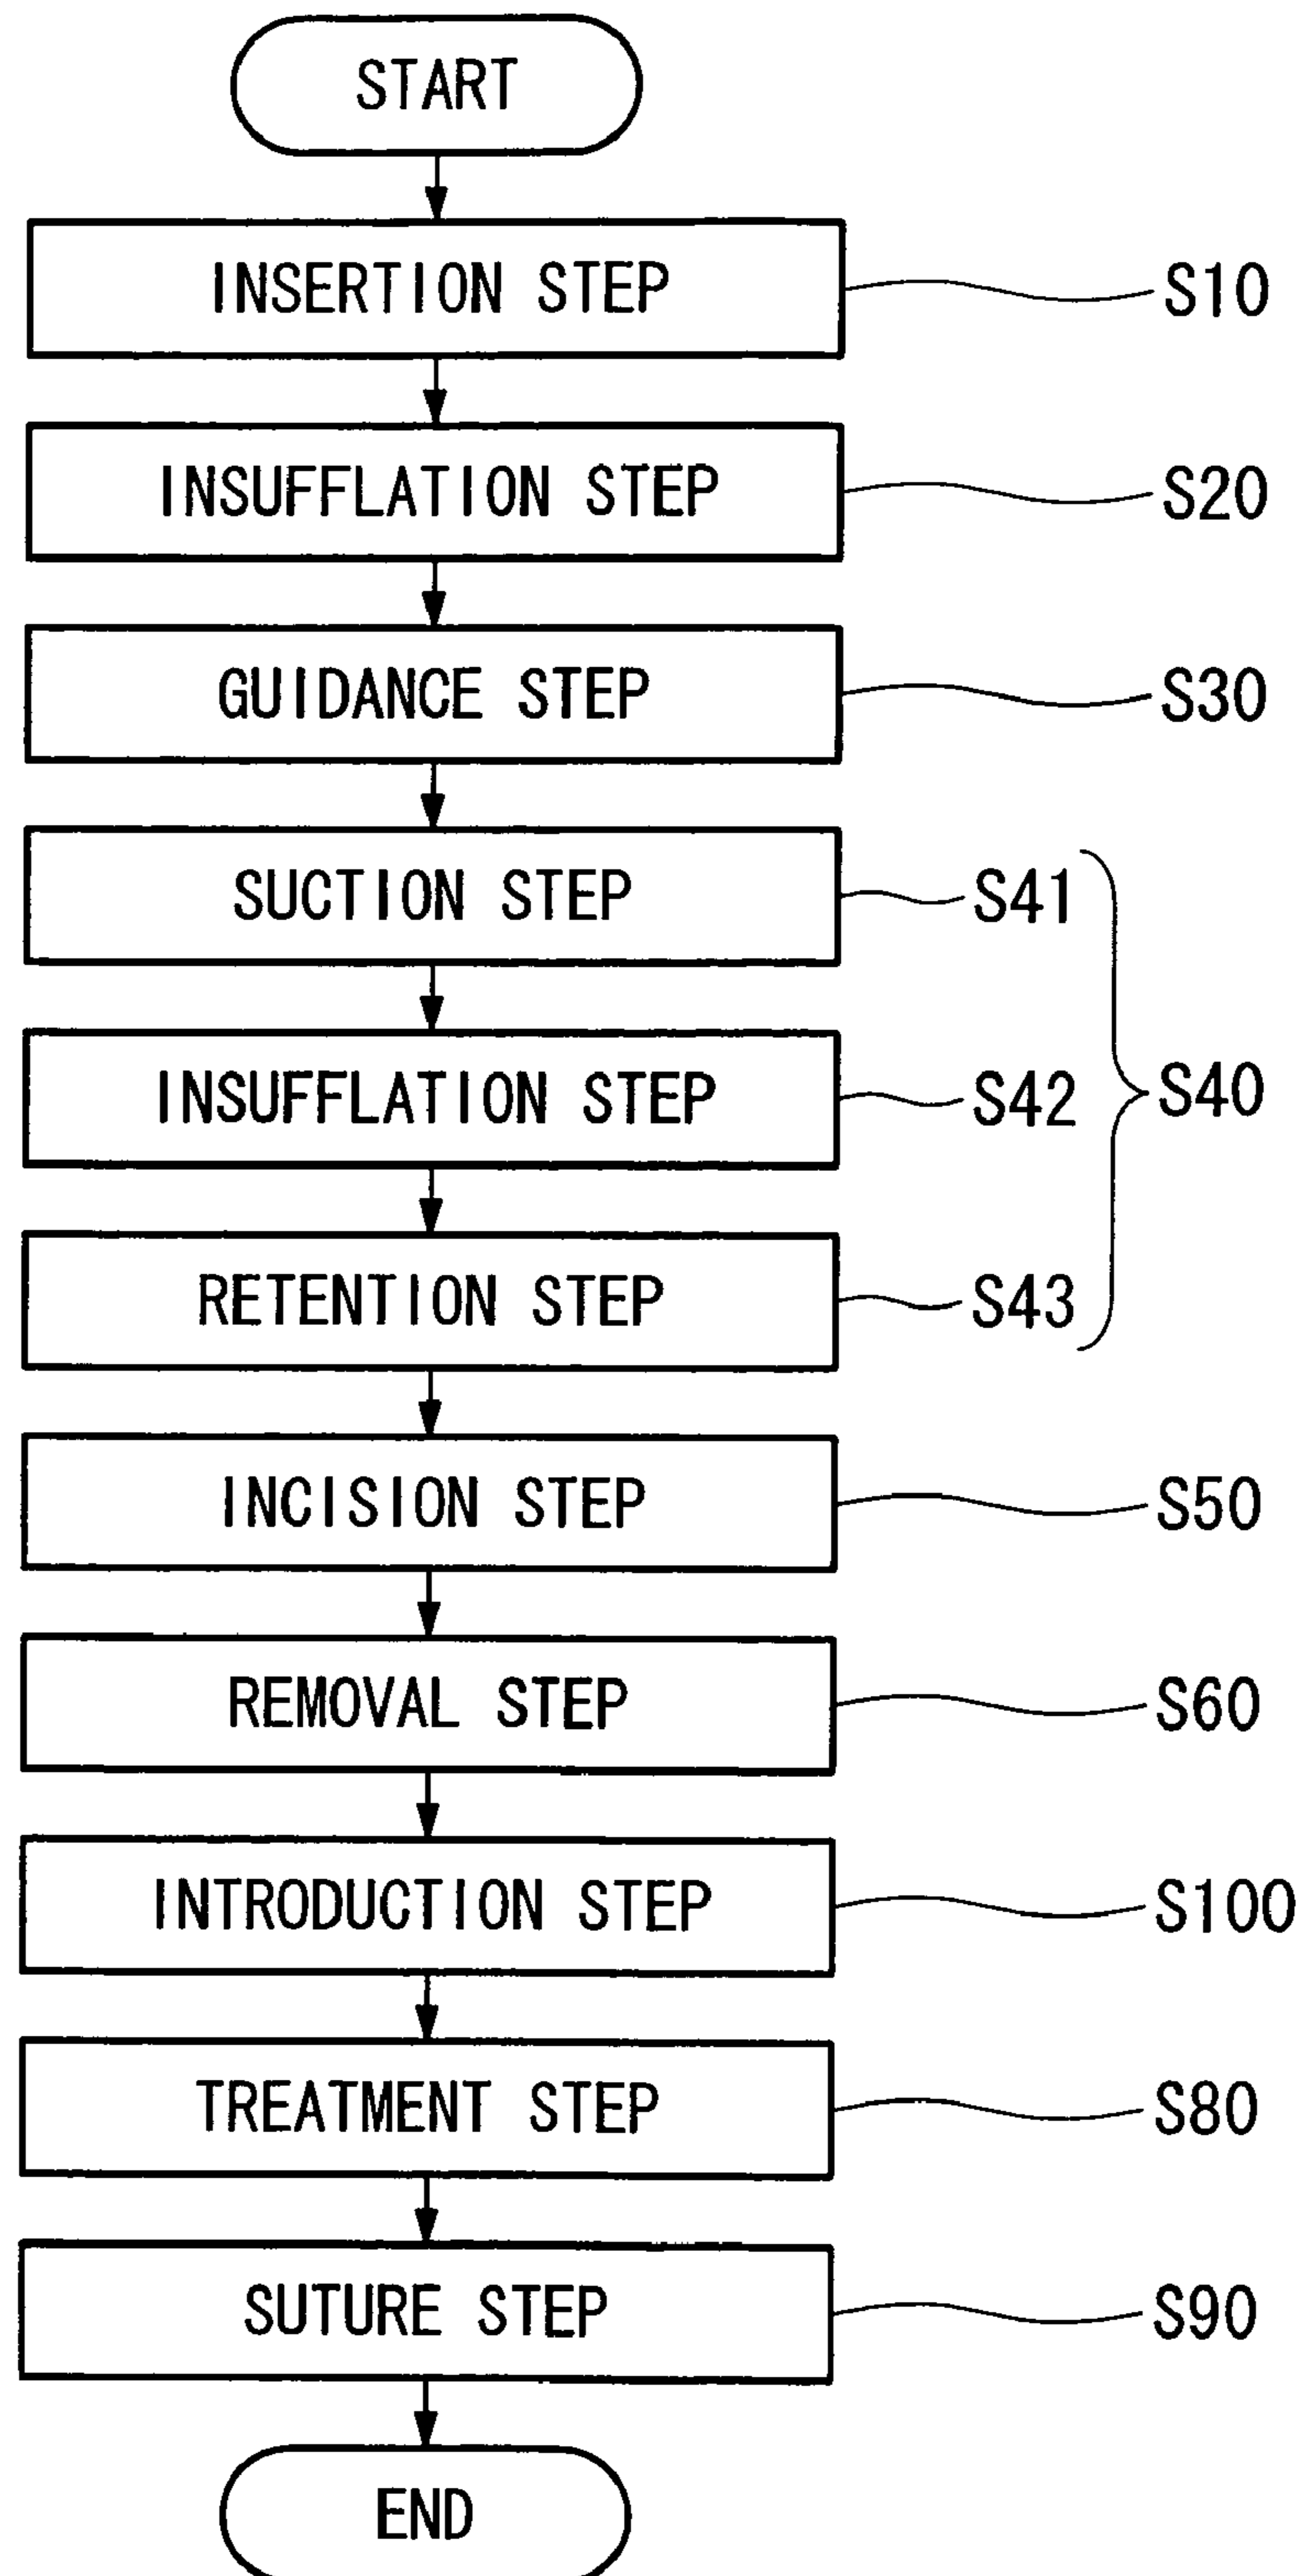 START
INSERTION STEP S10
INSUFFLATION STEP S20
GUIDANCE STEP S30
SUCTION STEP S41
INSUFFLATION STEP S42 S40
RETENTION STEP S43
INCISION STEP S50
REMOVAL STEP S60
INTRODUCTION STEP S100
TREATMENT STEP S80
SUTURE STEP S90
END